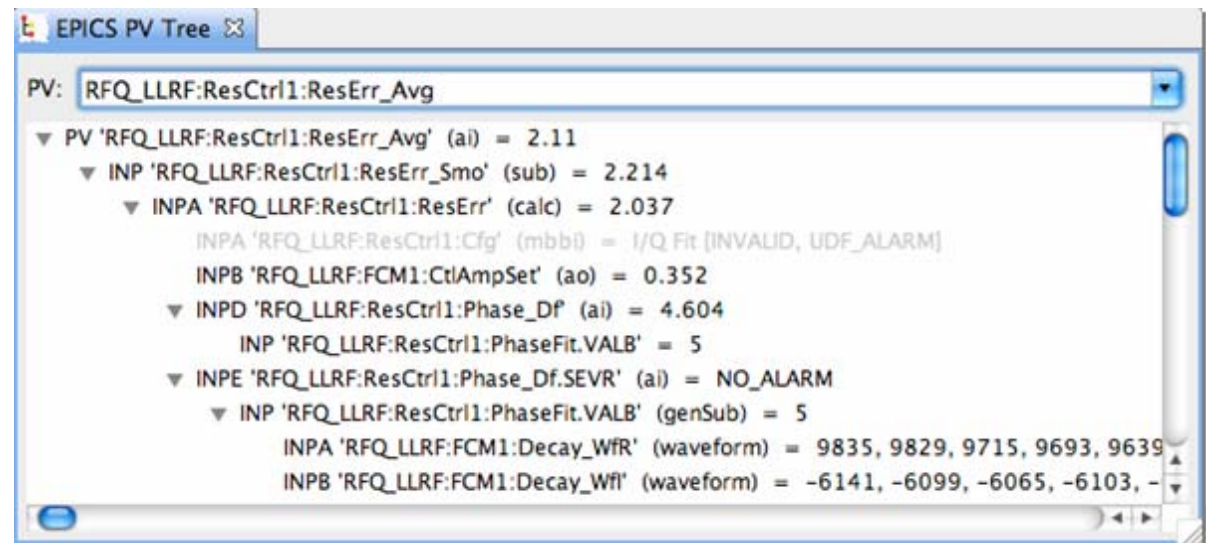 EPICS PV Tree
PV: RFQ_LLRF:ResCtrl1:ResErr_Avg
PV 'RFQ_LLRF:ResCtrl1:ResErr_Avg' (ai) = 2.11
INP 'RFQ_LLRF:ResCtrl1:ResErr_Smo' (sub) = 2.214
INPA 'RFQ_LLRF:ResCtrl1:ResErr' (calc) = 2.037
INPA 'RFQ_LLRF:ResCtrl1:Cfg' (mbbi) = I/Q Fit [INVALID, UDF_ALARM]
INPB 'RFQ_LLRF:FCM1:CtlAmpSet' (ao) = 0.352
INPD 'RFQ_LLRF:ResCtrl1:Phase_Df' (ai) = 4.604
INP 'RFQ_LLRF:ResCtrl1:PhaseFit.VALB' = 5
INPE 'RFQ_LLRF:ResCtrl1:Phase_Df.SEVR' (ai) = NO_ALARM
INP 'RFQ_LLRF:ResCtrl1:PhaseFit.VALB' (genSub) = 5
INPA 'RFQ_LLRF:FCM1:Decay_WfR' (waveform) = 9835, 9829, 9715, 9693, 9639
INPB 'RFQ_LLRF:FCM1:Decay_WfI' (waveform) = -6141, -6099, -6065, -6103, -